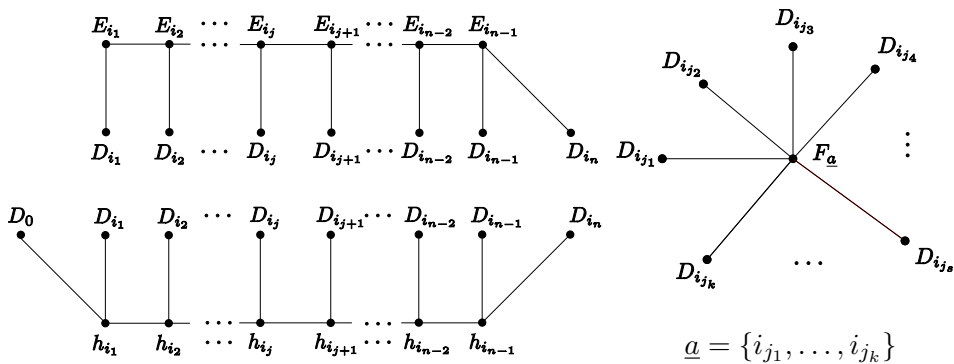 E_{i_1} E_{i_2} ⋯ E_{i_j} E_{i_{j+1}} ⋯ E_{i_{n-2}} E_{i_{n-1}}
⋯ ⋯
D_{i_1} D_{i_2} ⋯ D_{i_j} D_{i_{j+1}} ⋯ D_{i_{n-2}} D_{i_{n-1}} D_{i_n}
D_0 D_{i_1} D_{i_2} ⋯ D_{i_j} D_{i_{j+1}} ⋯ D_{i_{n-2}} D_{i_{n-1}} D_{i_n}
⋯ ⋯
h_{i_1} h_{i_2} ⋯ h_{i_j} h_{i_{j+1}} ⋯ h_{i_{n-2}} h_{i_{n-1}}
D_{i_{j_3}}
D_{i_{j_2}} D_{i_{j_4}}
⋮
D_{i_{j_1}} F_{\underline{a}}
D_{i_{j_k}} ⋯ D_{i_{j_s}}
\underline{a} = {i_{j_1}, . . . , i_{j_k}}